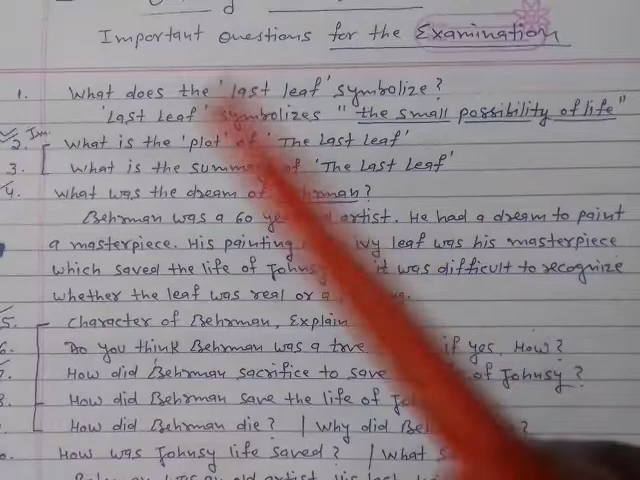 Important Questions for the Examination
1. What does the 'last leaf' symbolize?
'Last Leaf' symbolizes "the small possibility of life"
2. What is the 'plot' of 'The Last Leaf'
3. What is the of 'The Last Leaf'
4. What was the dream of Behrman?
Behrman was a 60 artist. He had a dream to paint
a masterpiece. His painting ivy leaf was his masterpiece
which saved the life of it was difficult to recognize
whether the leaf was real or a
5. Character of Behrman, Explain
6. Do you think Behrman was a true if yes, How?
How did Behrman sacrifice to save of Johnsy?
How did Behrman save the life of
How did Behrman die? | Why did ?
How was Johnsy life saved? | What